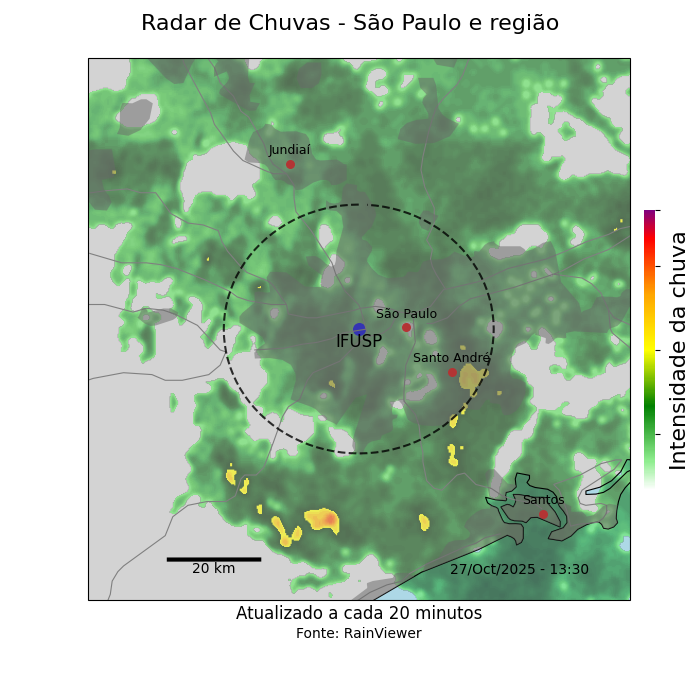 Radar de Chuvas - São Paulo e região
Jundiaí
São Paulo
IFUSP
Santo André
Santos
20 km
27/Oct/2025 - 13:30
Intensidade da chuva
Atualizado a cada 20 minutos
Fonte: RainViewer